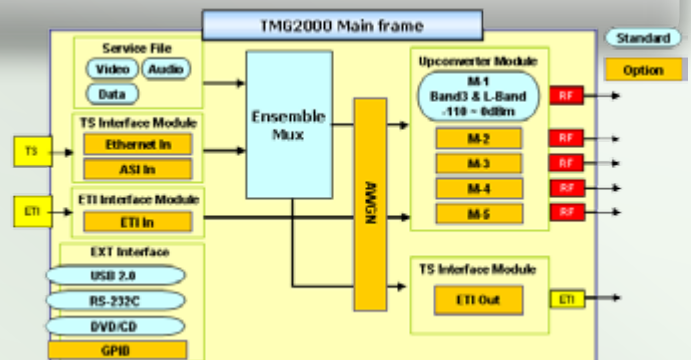 TMG2000 Main frame
Standard
Option
Service File
Video
Audio
Data
TS Interface Module
Ethernet In
ASI In
TS
ETI Interface Module
ETI In
ETI
EXT Interface
USB 2.0
RS-232C
DVD/CD
GPIB
Ensemble
Mux
AWGN
Upconverter Module
M-1
Band3 & L-Band
-110 ~ 0dBm
M-2
M-3
M-4
M-5
RF
RF
RF
RF
RF
TS Interface Module
ETI Out
ETI